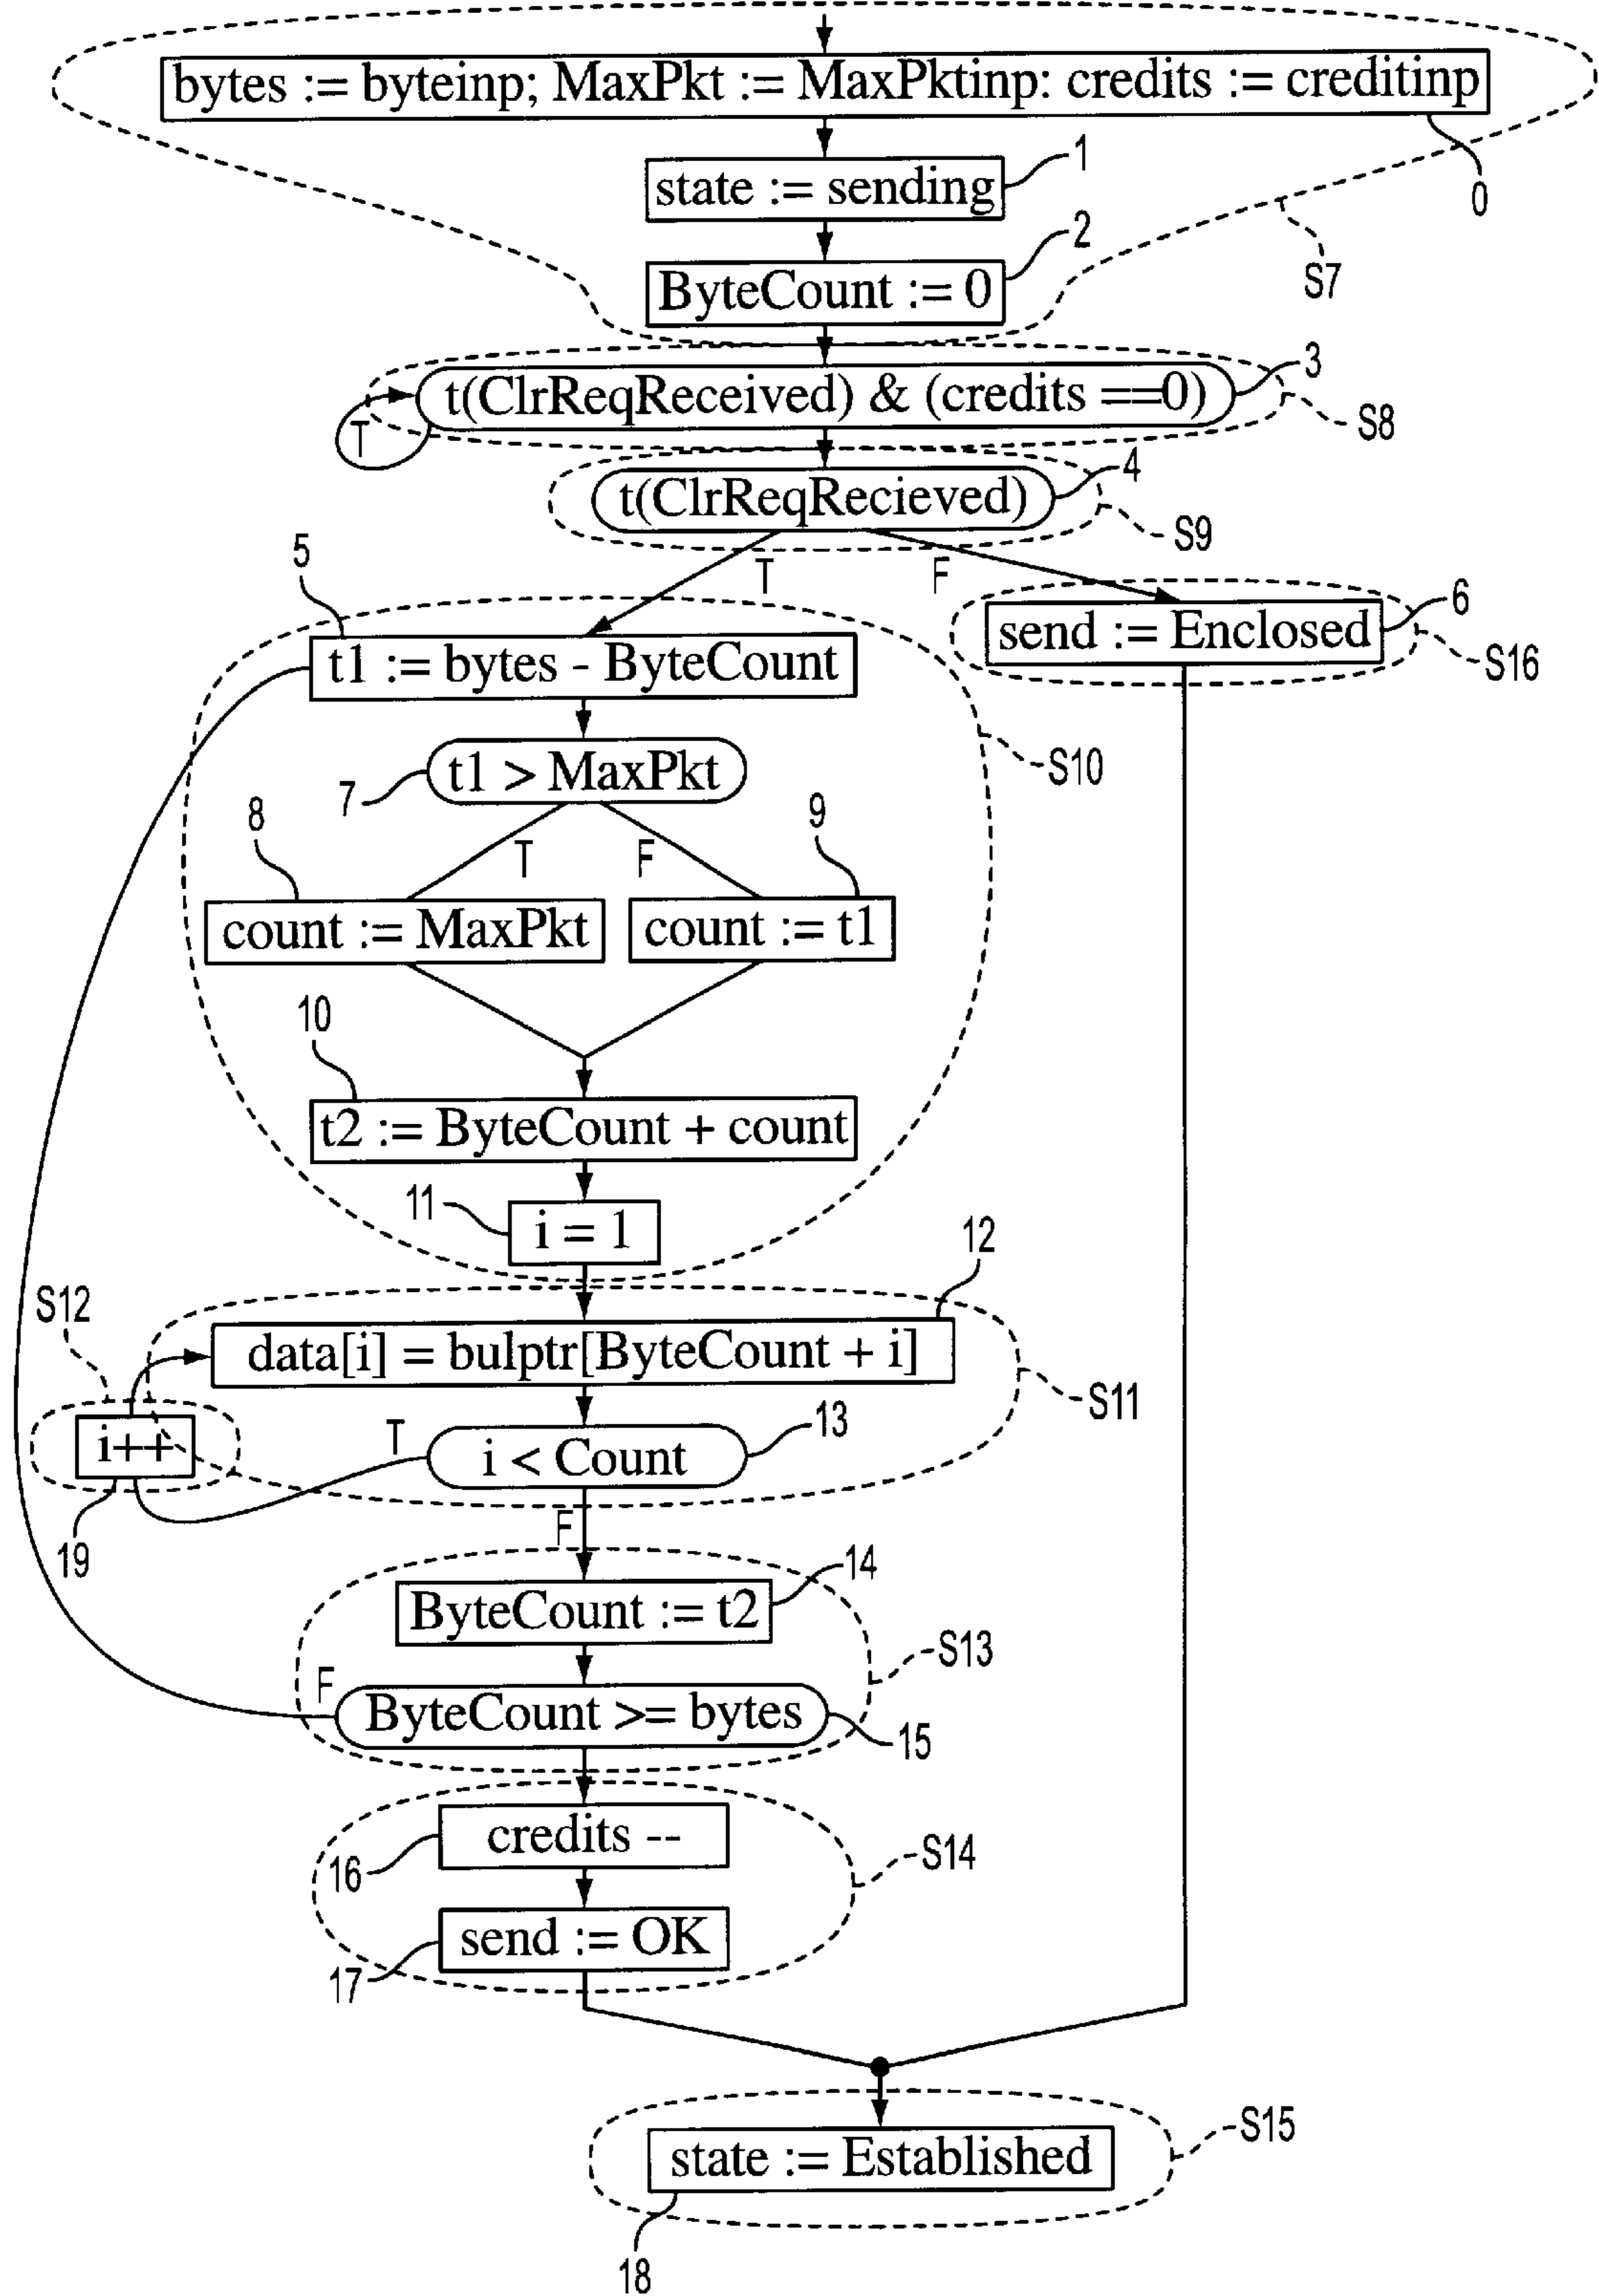 bytes := byteinp; MaxPkt := MaxPktinp: credits := creditinp
0
state := sending
1
S7
ByteCount := 0
2
t(ClrReqReceived) & (credits ==0)
3
T
S8
t(ClrReqRecieved)
4
S9
T
F
5
t1 := bytes - ByteCount
send := Enclosed
6
S16
t1 > MaxPkt
7
S10
T
F
8
count := MaxPkt
9
count := t1
10
t2 := ByteCount + count
11
i = 1
12
S12
data[i] = bulptr[ByteCount + i]
S11
i++
T
i < Count
13
19
F
ByteCount := t2
14
S13
F
ByteCount >= bytes
15
credits --
16
S14
send := OK
17
S15
state := Established
18